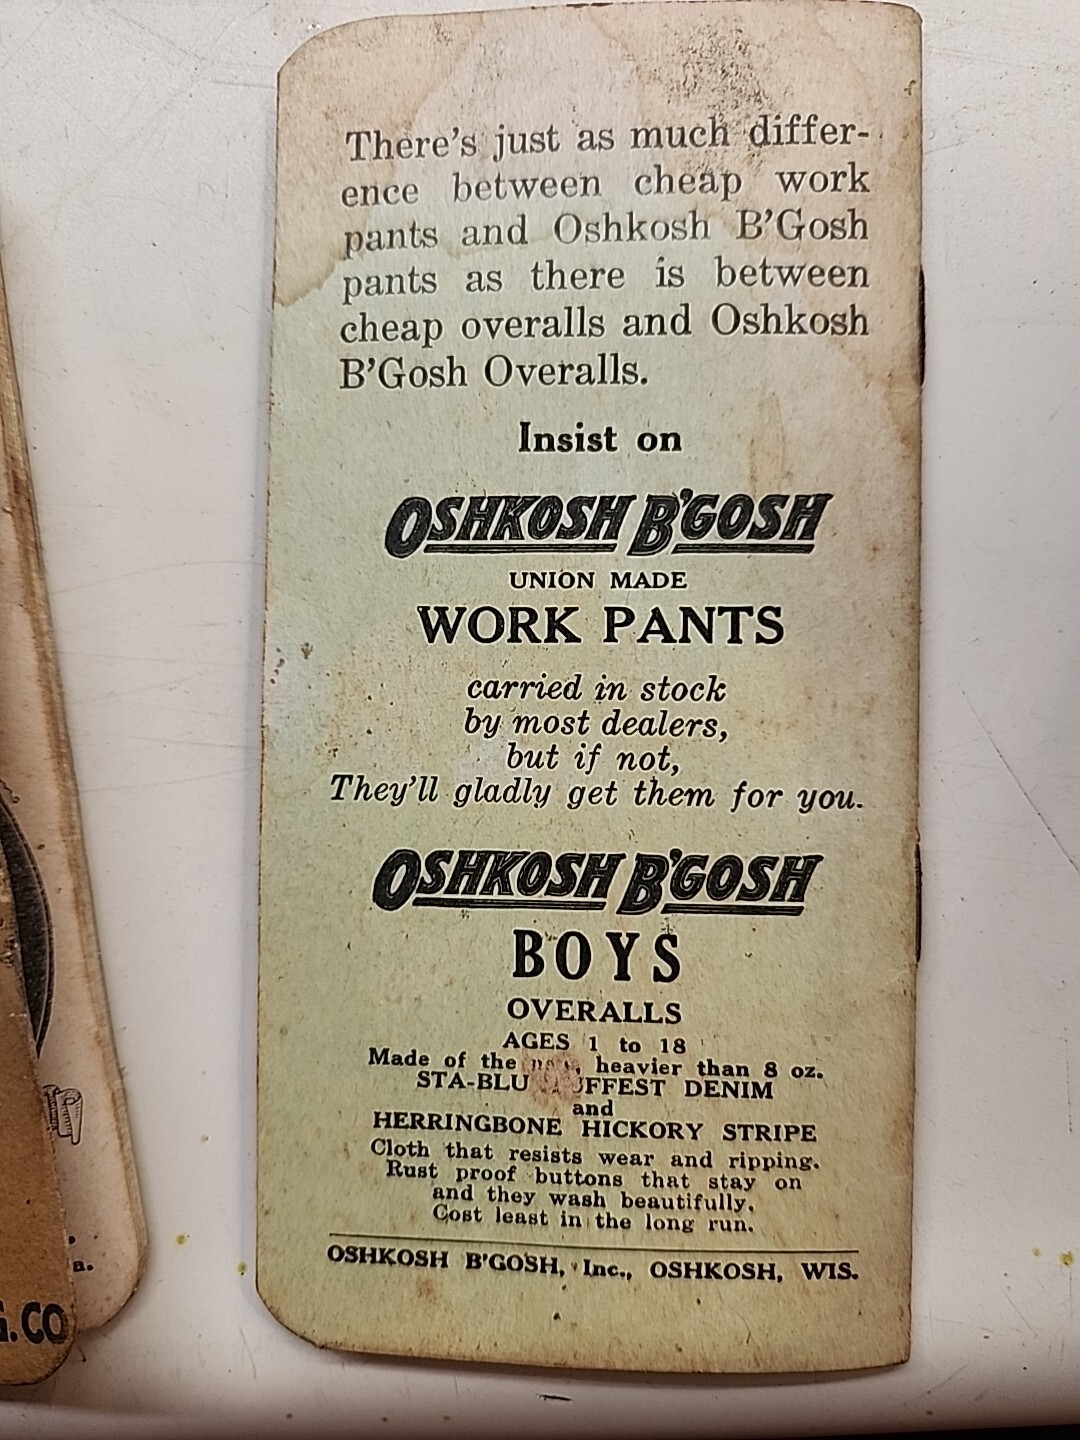 There's just as much differ-
ence between cheap work
pants and Oshkosh B'Gosh
pants as there is between
cheap overalls and Oshkosh
B'Gosh Overalls.
Insist on
OSHKOSH B'GOSH
UNION MADE
WORK PANTS
carried in stock
by most dealers,
but if not,
They'll gladly get them for you.
OSHKOSH B'GOSH
BOYS
OVERALLS
AGES 1 to 18
Made of the heavier than 8 oz.
STA-BLU DENIM
and
HERRINGBONE HICKORY STRIPE
Cloth that resists wear and ripping.
Rust proof buttons that stay on
and they wash beautifully.
Cost least in the long run.
OSHKOSH B'GOSH, Inc., OSHKOSH, WIS.
a.
G. CO